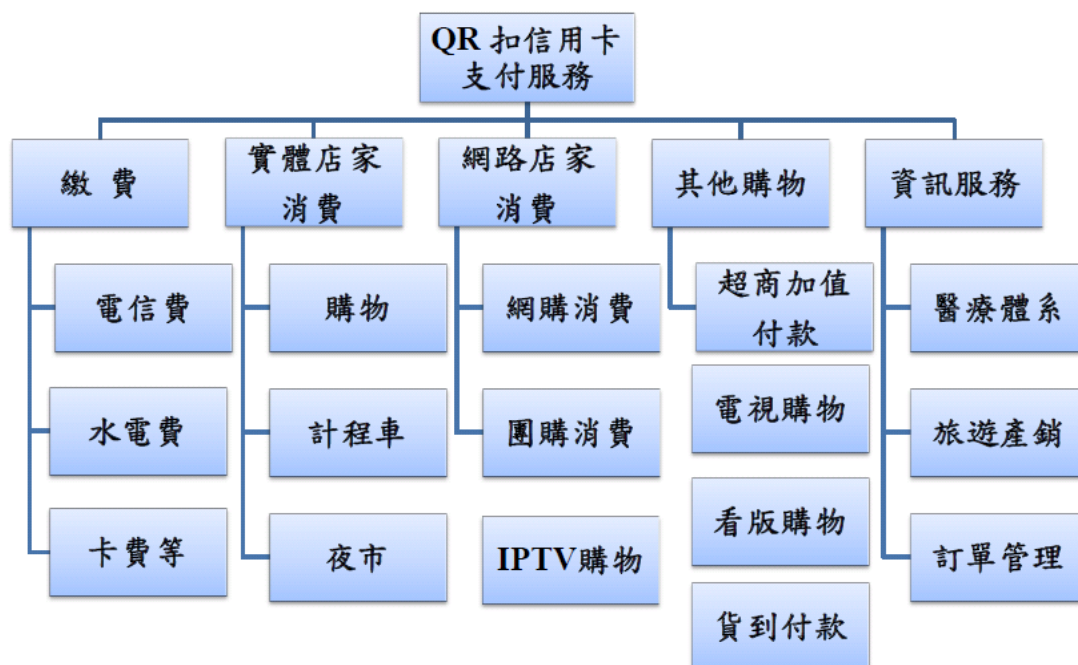 QR 扣信用卡
支付服務
繳 費
實體店家
消費
網路店家
消費
其他購物
資訊服務
電信費
購物
網購消費
超商加值
付款
醫療體系
水電費
計程車
團購消費
電視購物
旅遊產銷
卡費等
夜市
IPTV購物
看版購物
訂單管理
貨到付款